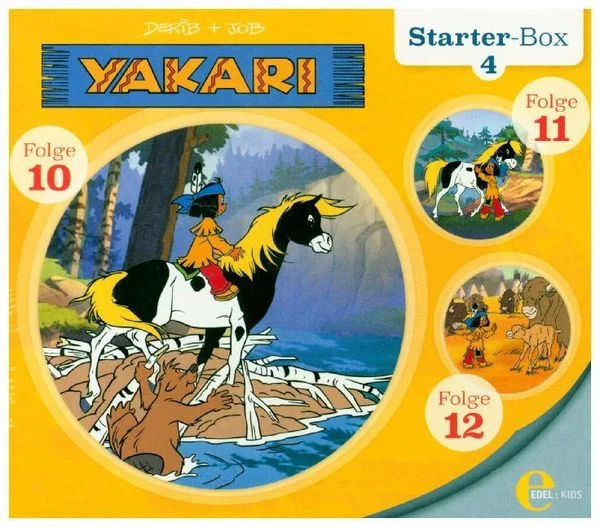 DERIB + JOB
YAKARI
Starter-Box
4
Folge
10
Folge
11
Folge
12
e
EDEL:KIDS